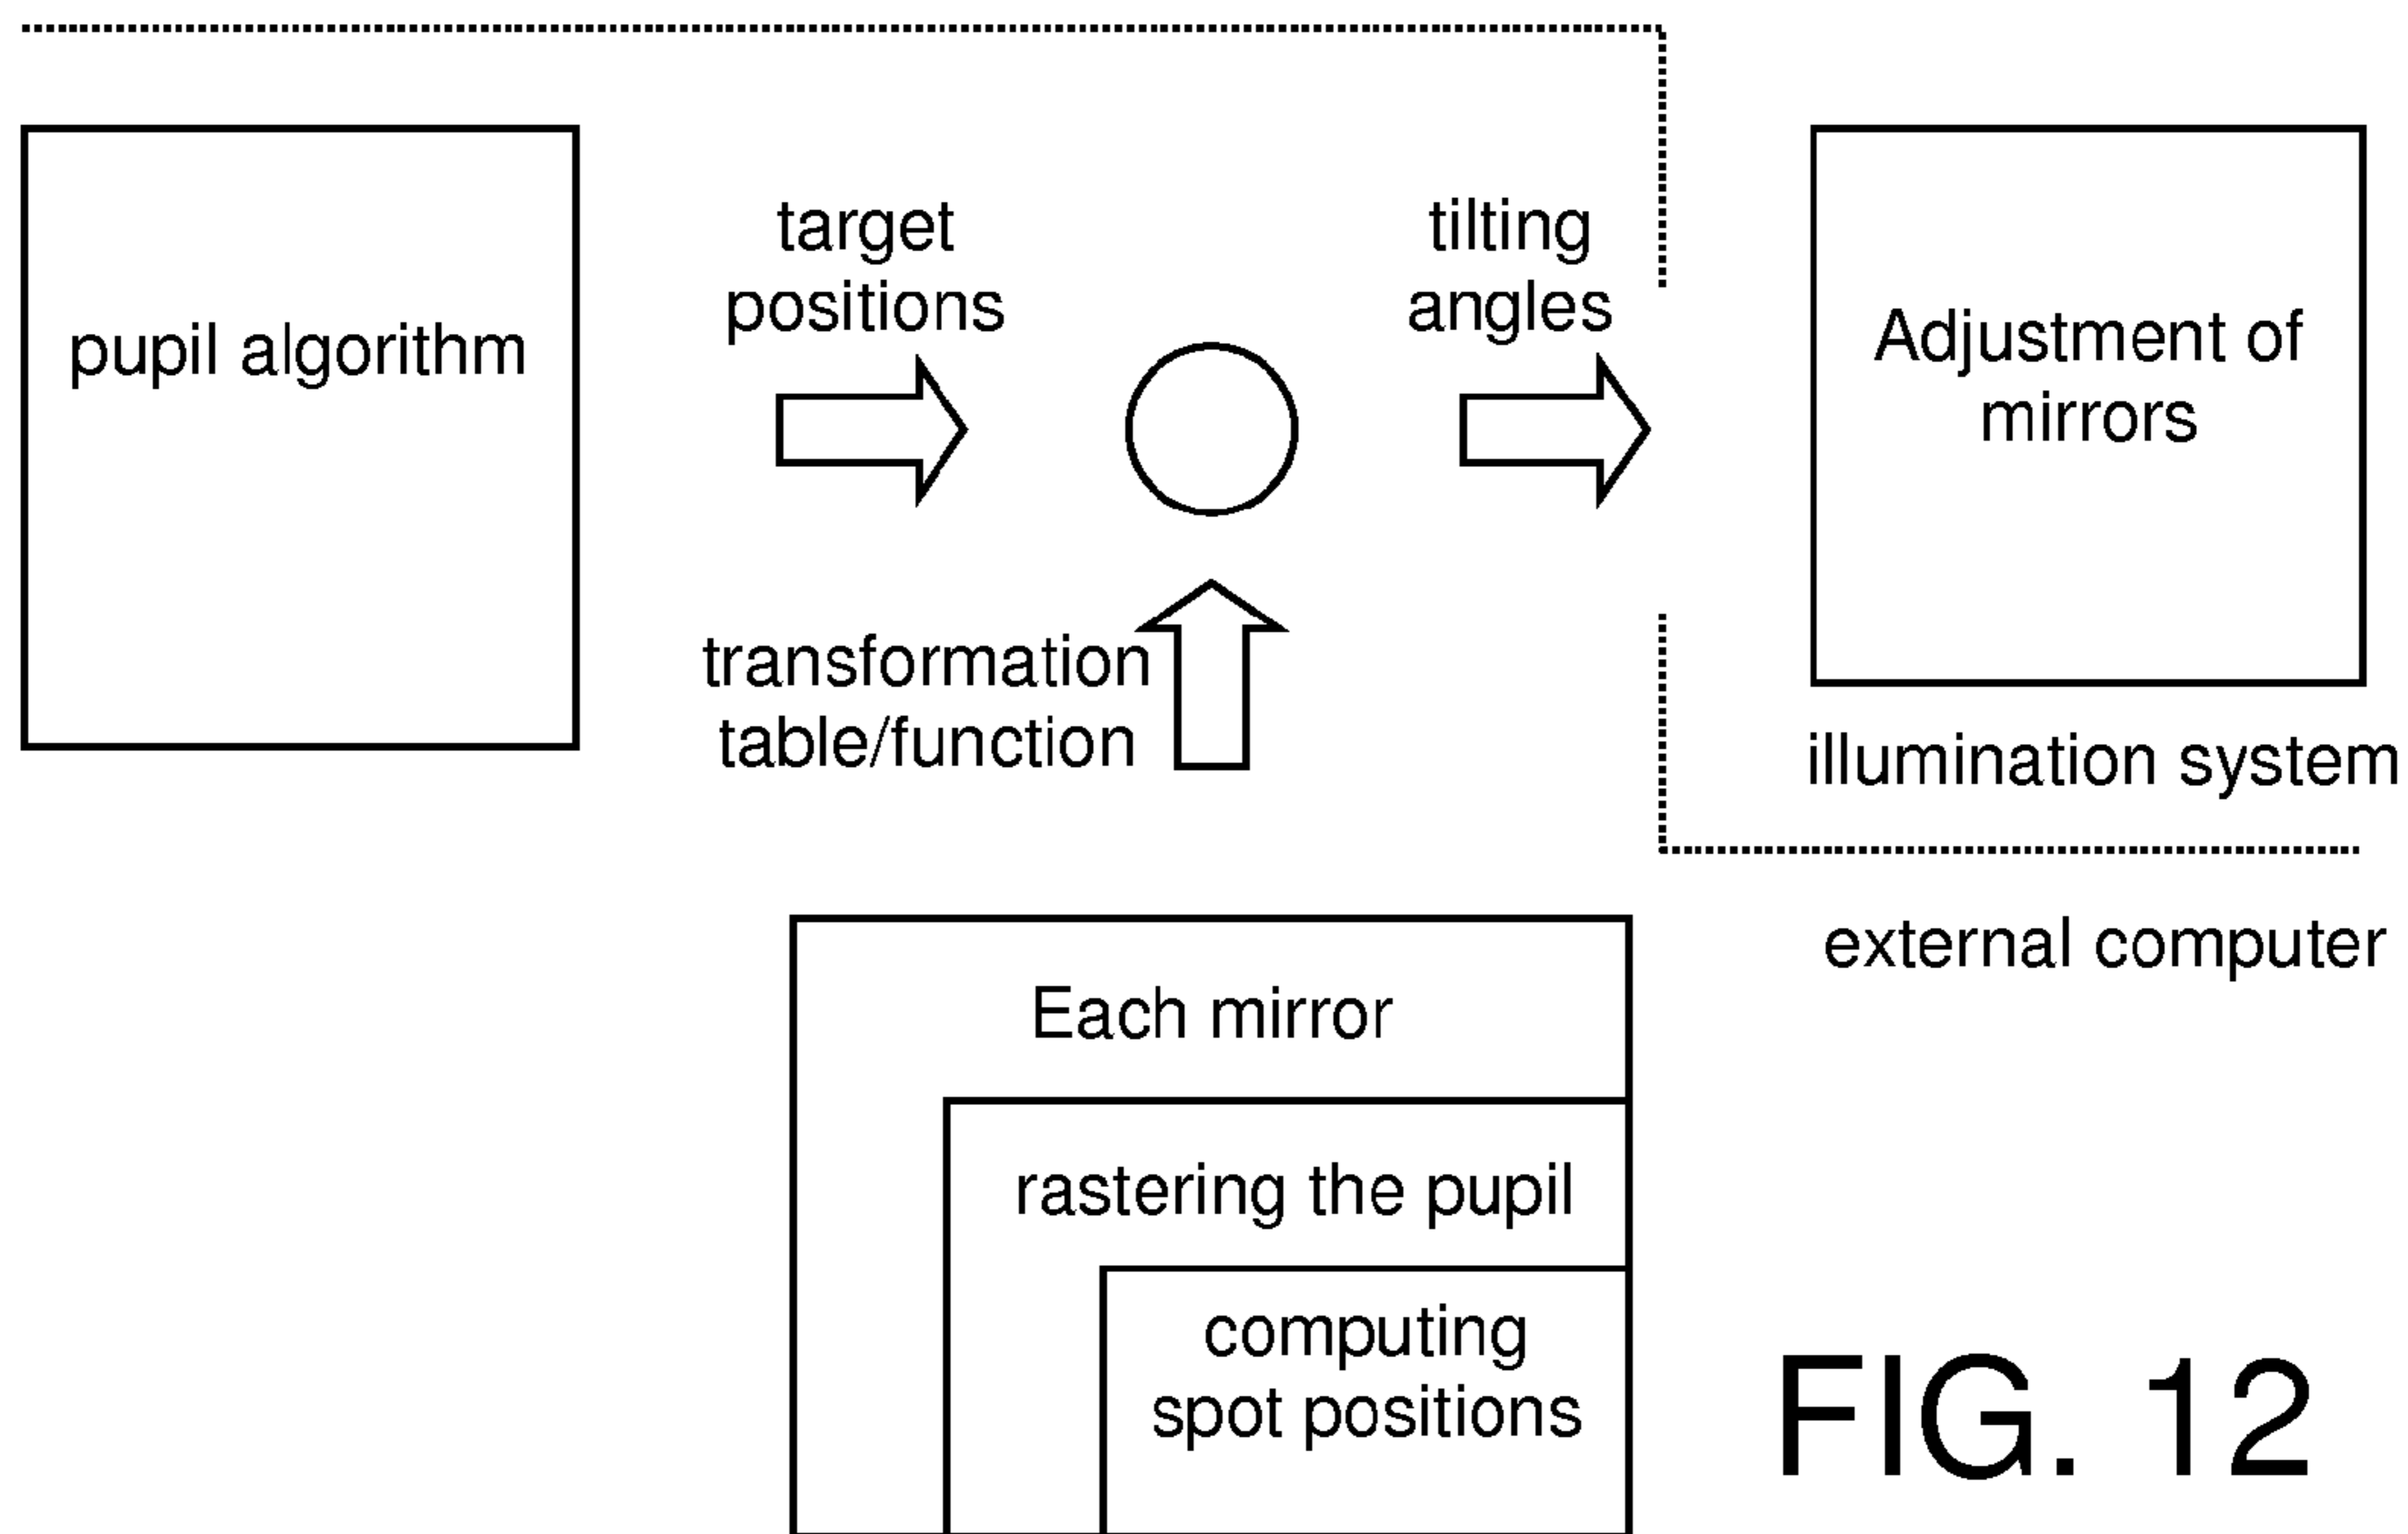 pupil algorithm
target
positions
tilting
angles
Adjustment of
mirrors
transformation
table/function
illumination system
external computer
Each mirror
rastering the pupil
computing
spot positions
FIG. 12